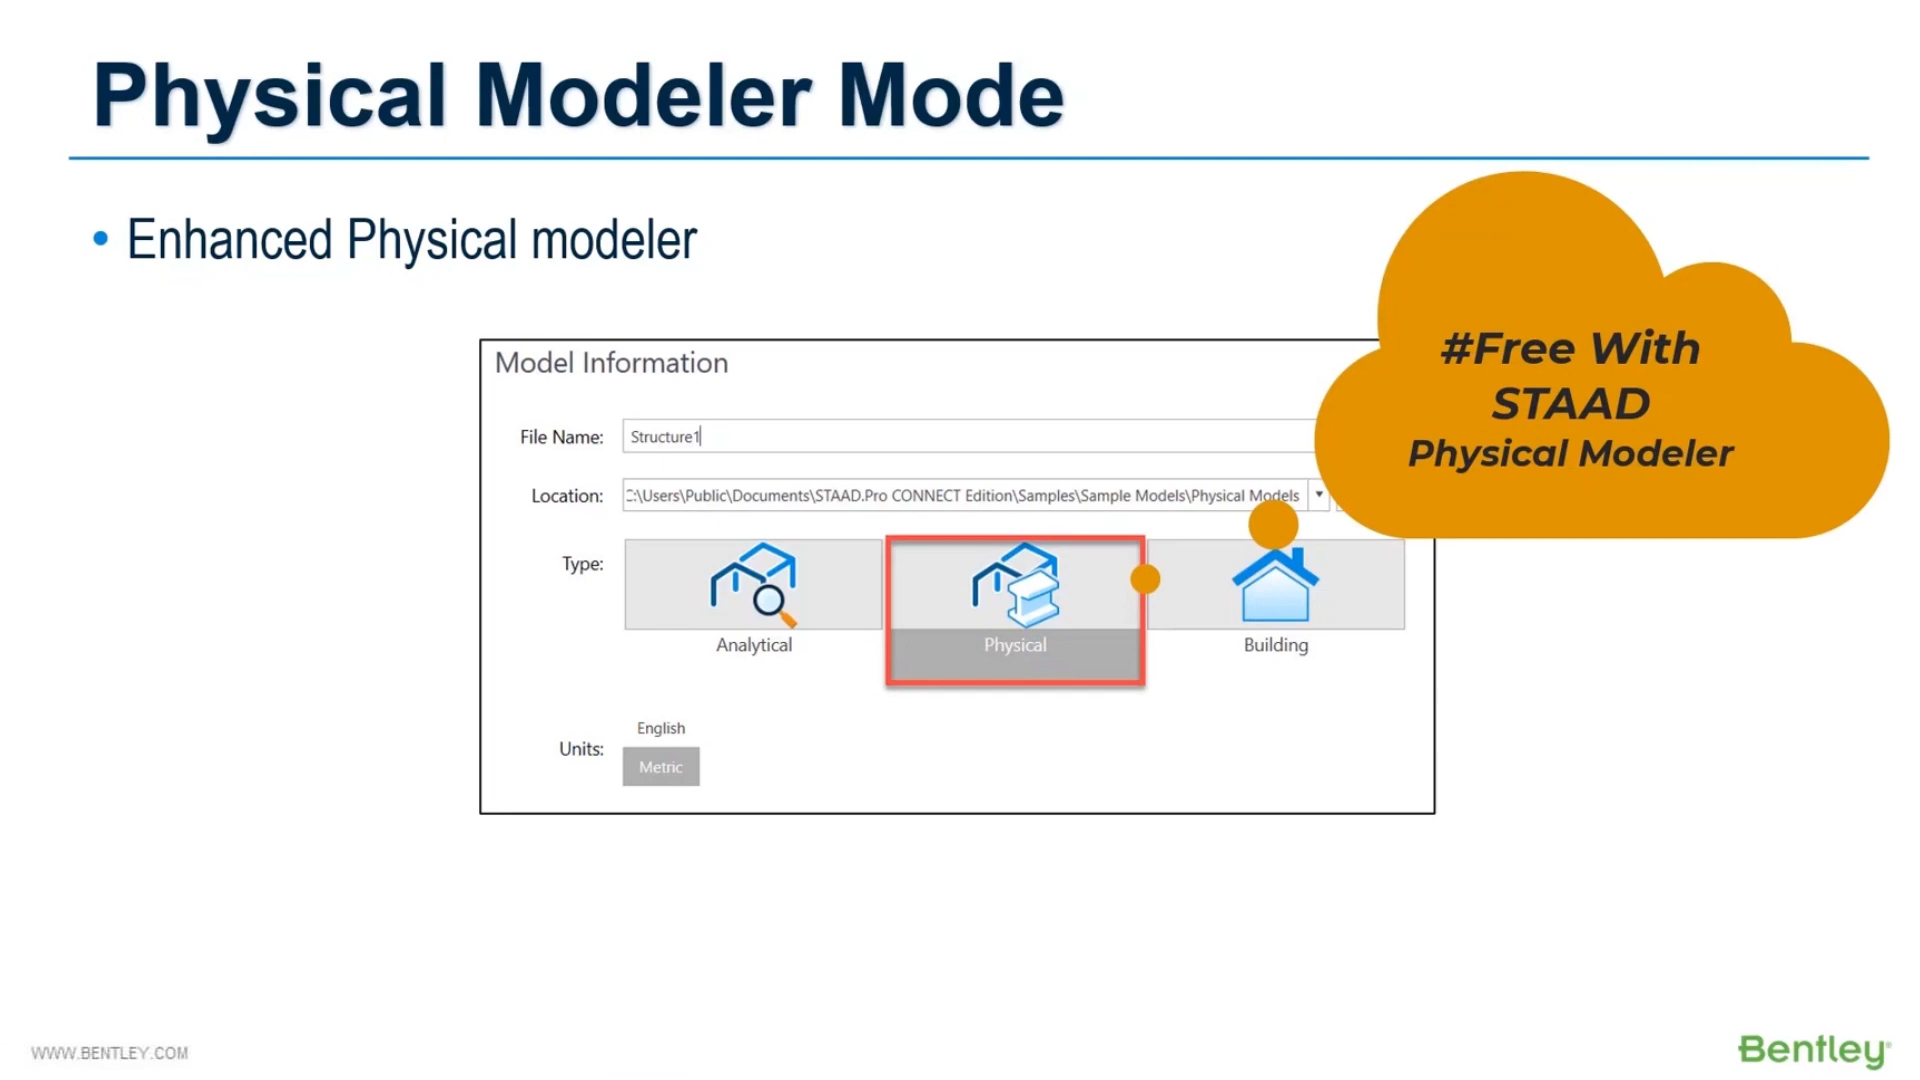 Physical Modeler Mode
• Enhanced Physical modeler
#Free With
STAAD
Physical Modeler
Model Information
File Name: Structure1
Location: C:\Users\Public\Documents\STAAD.Pro CONNECT Edition\Samples\Sample Models\Physical Models
Type:
Analytical Physical Building
English
Units:
Metric
WWW.BENTLEY.COM
Bentley